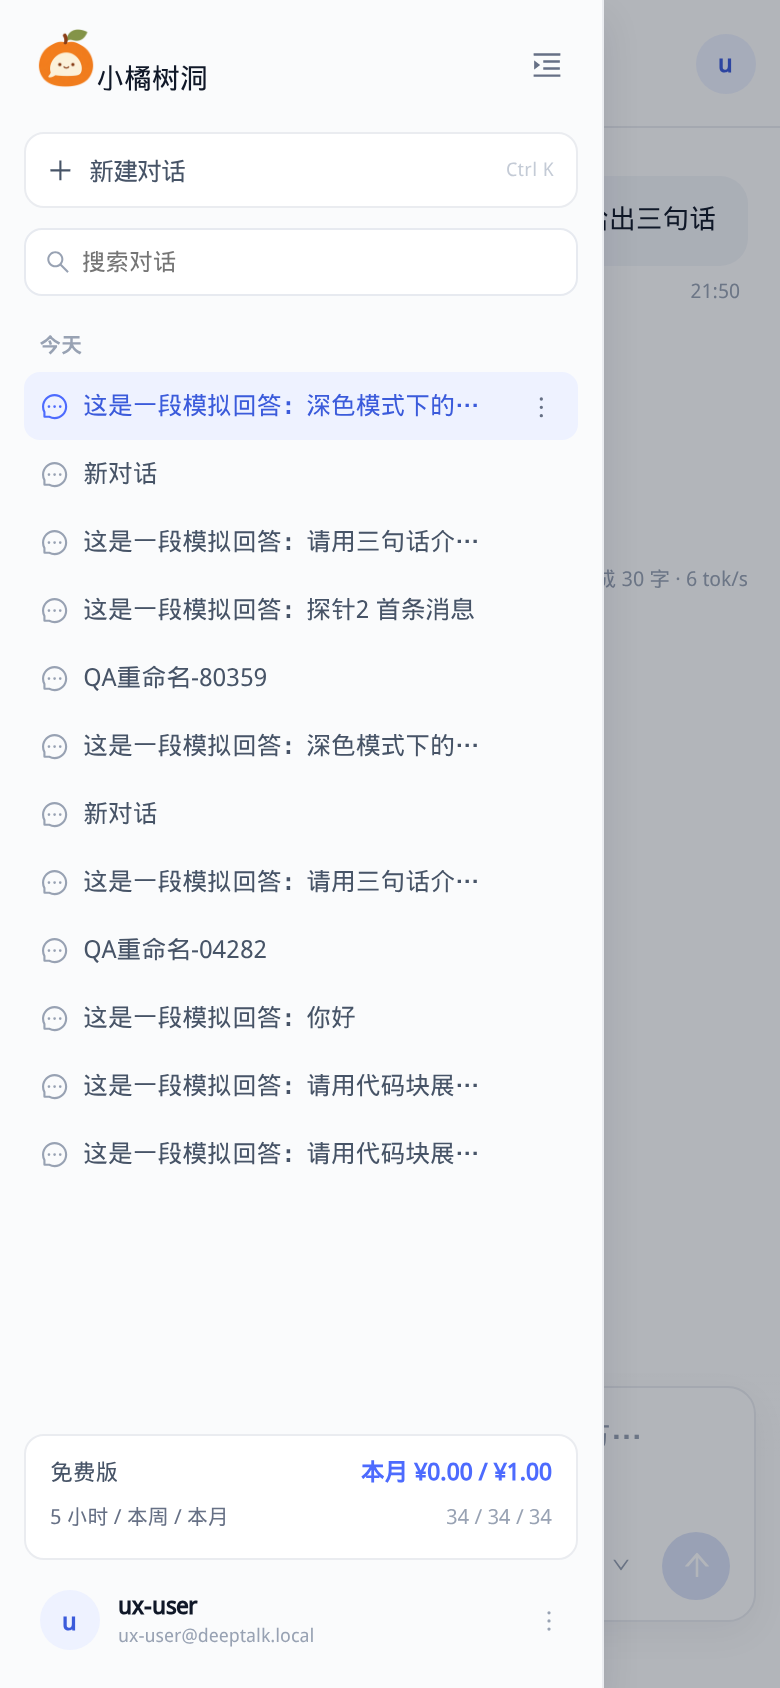 小橘树洞
u
新建对话
Ctrl K
出三句话
搜索对话
21:50
今天
这是一段模拟回答：深色模式下的…
新对话
这是一段模拟回答：请用三句话介…
30 字 · 6 tok/s
这是一段模拟回答：探针2 首条消息
QA重命名-80359
这是一段模拟回答：深色模式下的…
新对话
这是一段模拟回答：请用三句话介…
QA重命名-04282
这是一段模拟回答：你好
这是一段模拟回答：请用代码块展…
这是一段模拟回答：请用代码块展…
免费版
本月 ¥0.00 / ¥1.00
5 小时 / 本周 / 本月
34 / 34 / 34
u
ux-user
ux-user@deeptalk.local